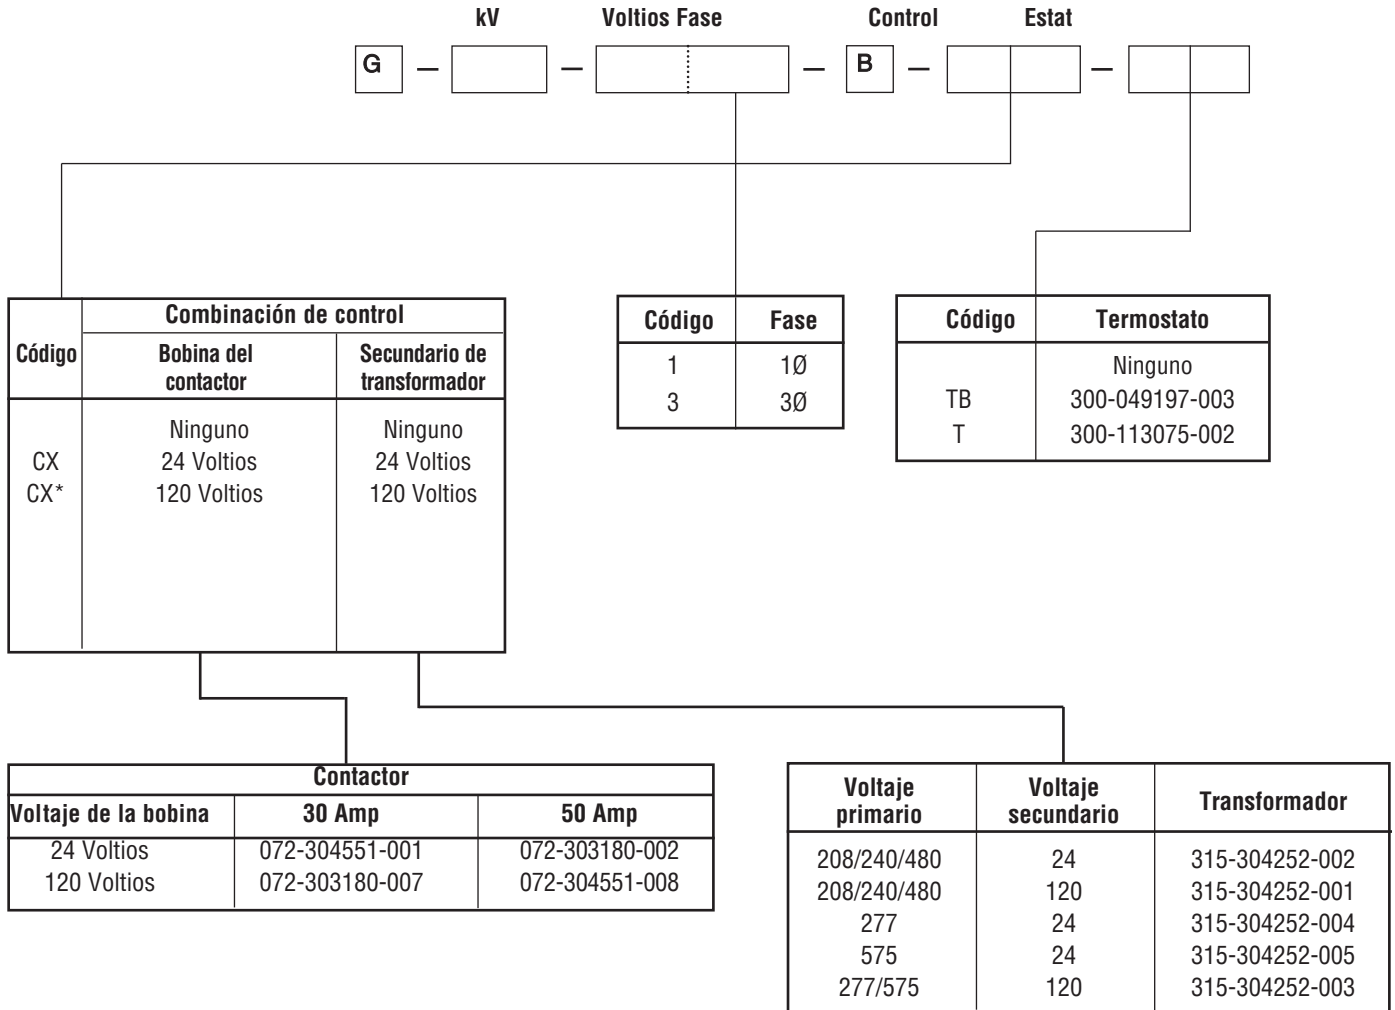 kV Voltios Fase Control Estat
G — — — B — —
Combinación de control
Código Bobina del contactor Secundario de transformador
Ninguno Ninguno
CX 24 Voltios 24 Voltios
CX* 120 Voltios 120 Voltios
Código Fase
1 1Ø
3 3Ø
Código Termostato
Ninguno
TB 300-049197-003
T 300-113075-002
Contactor
Voltaje de la bobina 30 Amp 50 Amp
24 Voltios 072-304551-001 072-303180-002
120 Voltios 072-303180-007 072-304551-008
Voltaje primario Voltaje secundario Transformador
208/240/480 24 315-304252-002
208/240/480 120 315-304252-001
277 24 315-304252-004
575 24 315-304252-005
277/575 120 315-304252-003